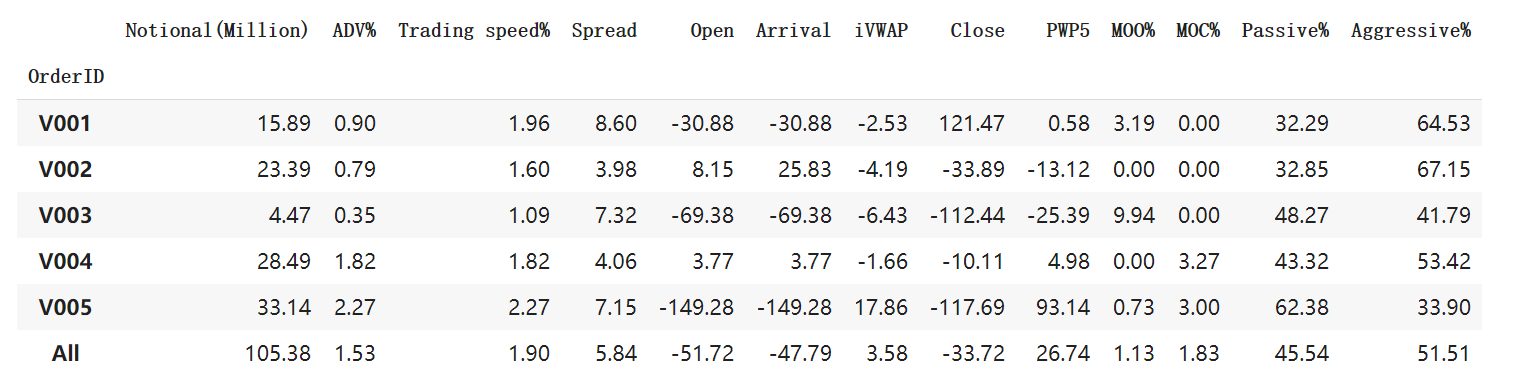 Notional(Million) ADV% Trading speed% Spread Open Arrival iVWAP Close PWP5 MOO% MOC% Passive% Aggressive%
OrderID
V001 15.89 0.90 1.96 8.60 -30.88 -30.88 -2.53 121.47 0.58 3.19 0.00 32.29 64.53
V002 23.39 0.79 1.60 3.98 8.15 25.83 -4.19 -33.89 -13.12 0.00 0.00 32.85 67.15
V003 4.47 0.35 1.09 7.32 -69.38 -69.38 -6.43 -112.44 -25.39 9.94 0.00 48.27 41.79
V004 28.49 1.82 1.82 4.06 3.77 3.77 -1.66 -10.11 4.98 0.00 3.27 43.32 53.42
V005 33.14 2.27 2.27 7.15 -149.28 -149.28 17.86 -117.69 93.14 0.73 3.00 62.38 33.90
All 105.38 1.53 1.90 5.84 -51.72 -47.79 3.58 -33.72 26.74 1.13 1.83 45.54 51.51